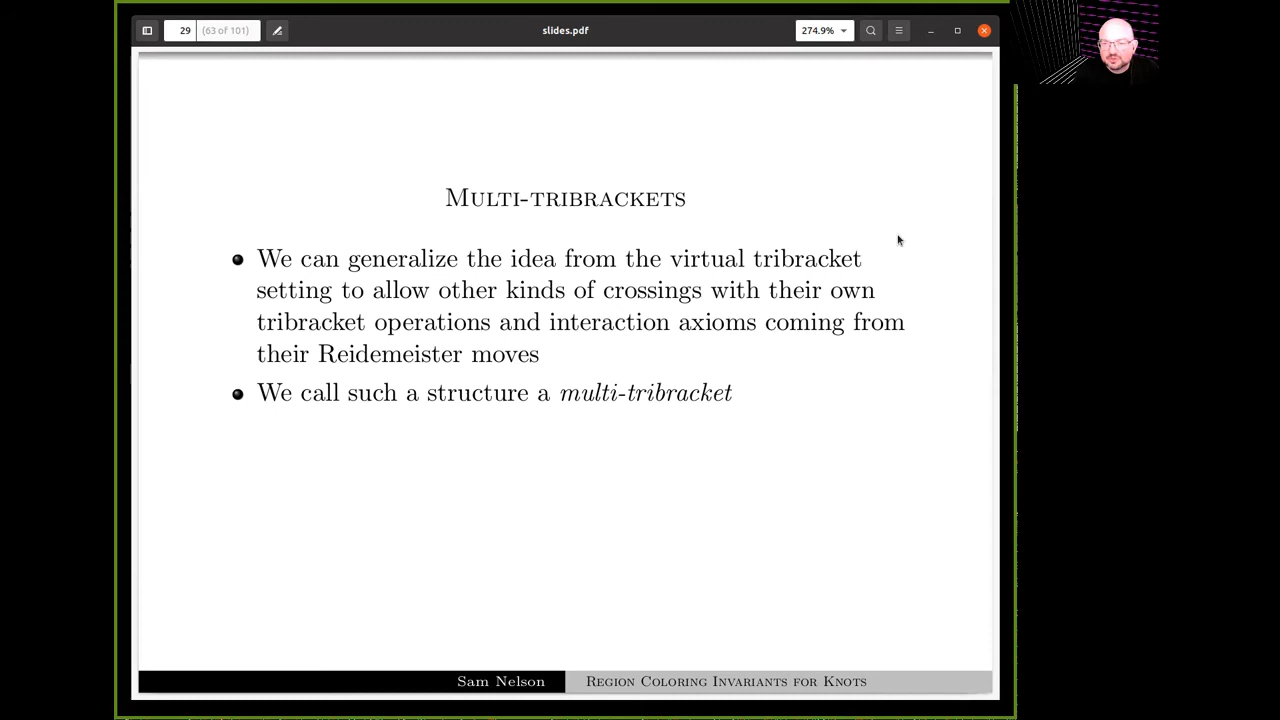 29 (63 of 101) slides.pdf 274.9%
Multi-tribrackets
We can generalize the idea from the virtual tribracket
setting to allow other kinds of crossings with their own
tribracket operations and interaction axioms coming from
their Reidemeister moves
We call such a structure a multi-tribracket
Sam Nelson Region Coloring Invariants for Knots